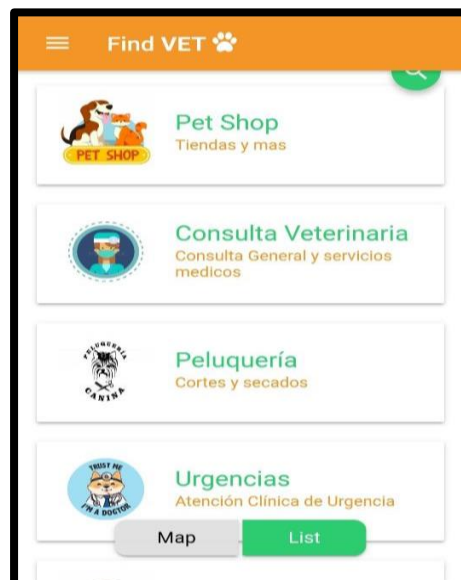 Find VET
Pet Shop
Tiendas y mas
PET SHOP
Consulta Veterinaria
Consulta General y servicios
medicos
PELUQUERÍA
CANINA
Peluquería
Cortes y secados
TRUST ME
I'M A DOCTOR
Urgencias
Atención Clínica de Urgencia
Map
List